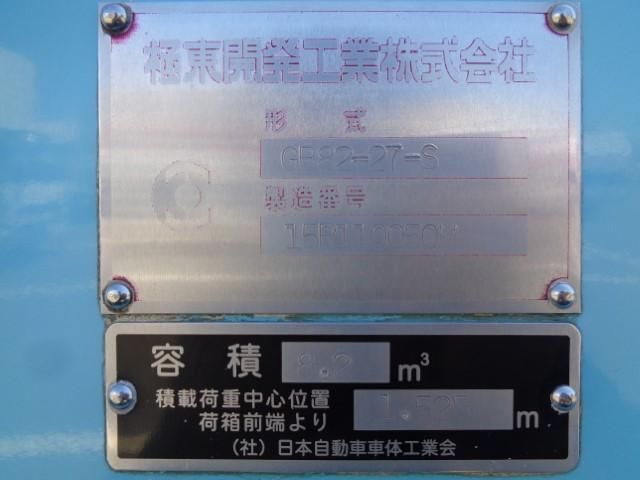 極東開発工業株式会社
形 式
GB82-27-S
製造番号
容積 8.2 m³
積載荷重中心位置
荷箱前端より 1.525 m
(社)日本自動車車体工業会